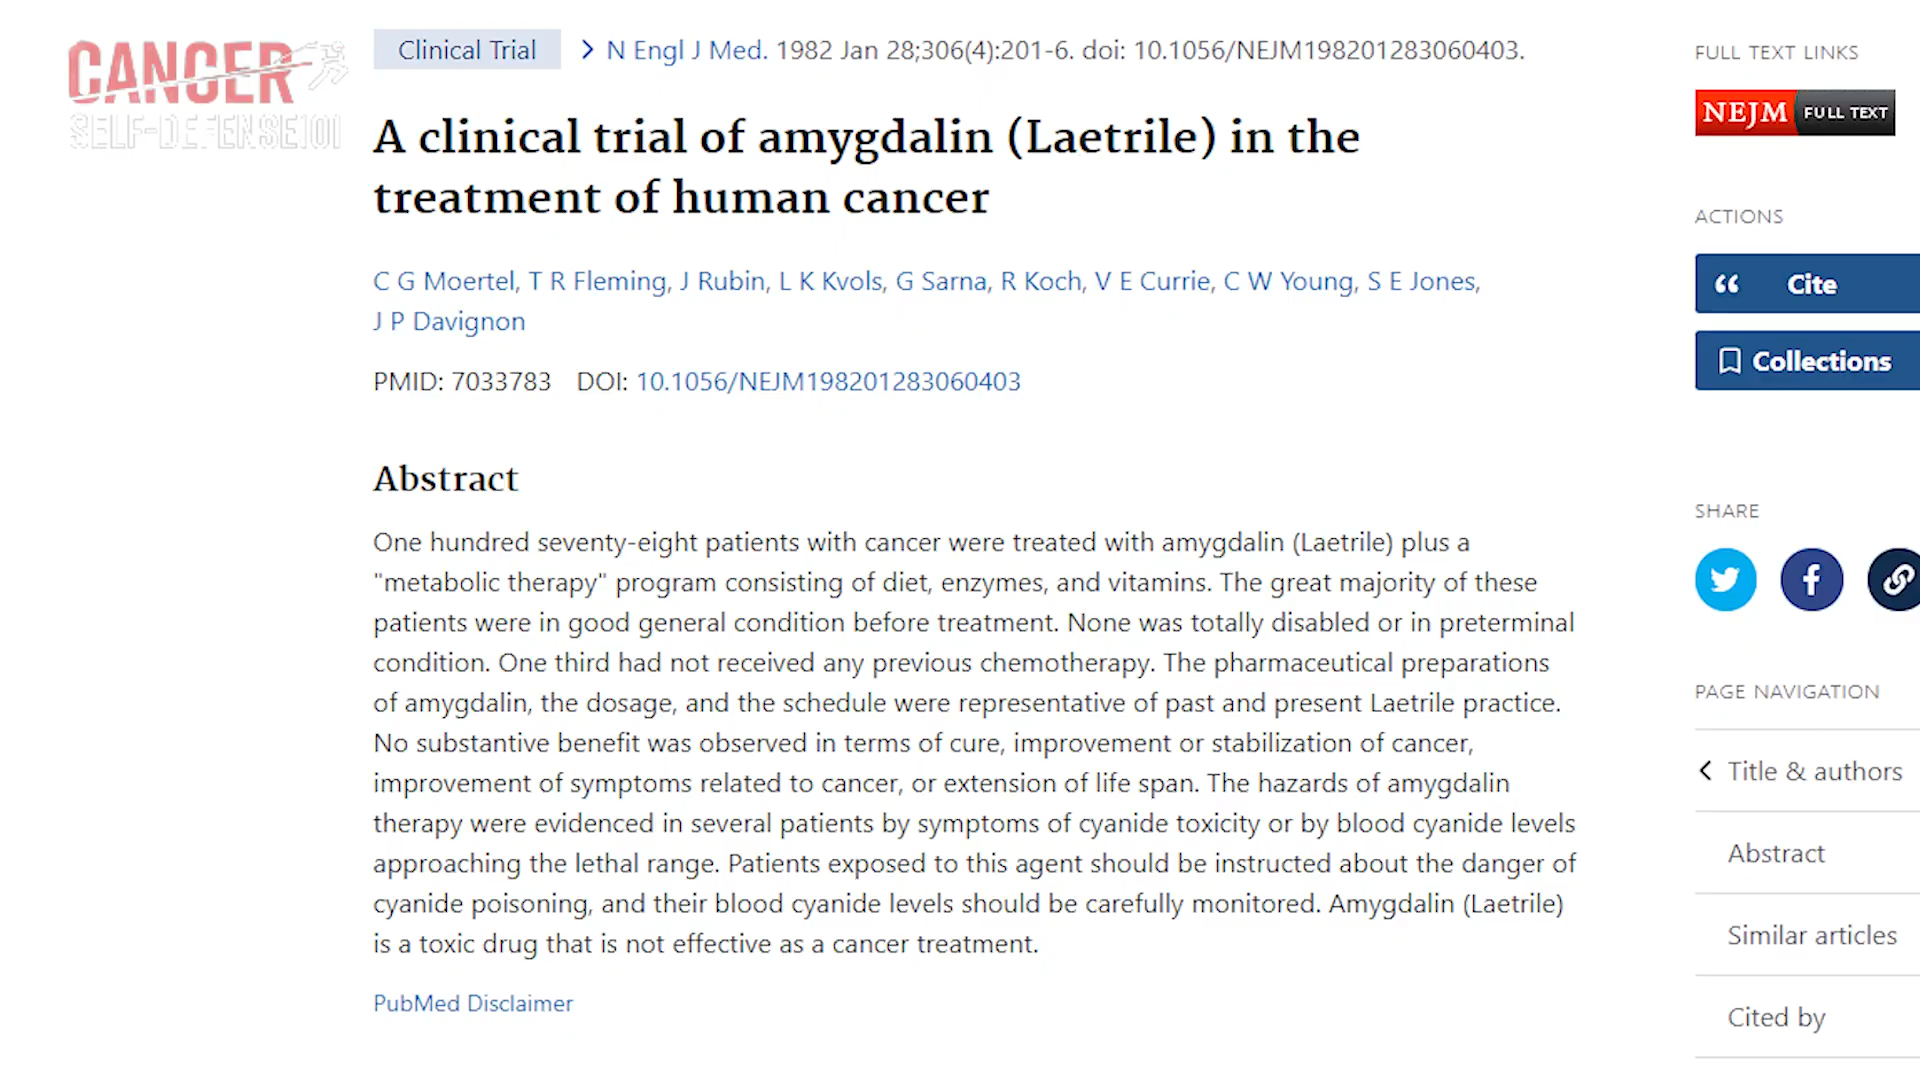 CANCER
SELF-DEFENSE101
Clinical Trial
N Engl J Med. 1982 Jan 28;306(4):201-6. doi: 10.1056/NEJM198201283060403.
A clinical trial of amygdalin (Laetrile) in the
treatment of human cancer
C G Moertel, T R Fleming, J Rubin, L K Kvols, G Sarna, R Koch, V E Currie, C W Young, S E Jones,
J P Davignon
PMID: 7033783 DOI: 10.1056/NEJM198201283060403
Abstract
One hundred seventy-eight patients with cancer were treated with amygdalin (Laetrile) plus a
"metabolic therapy" program consisting of diet, enzymes, and vitamins. The great majority of these
patients were in good general condition before treatment. None was totally disabled or in preterminal
condition. One third had not received any previous chemotherapy. The pharmaceutical preparations
of amygdalin, the dosage, and the schedule were representative of past and present Laetrile practice.
No substantive benefit was observed in terms of cure, improvement or stabilization of cancer,
improvement of symptoms related to cancer, or extension of life span. The hazards of amygdalin
therapy were evidenced in several patients by symptoms of cyanide toxicity or by blood cyanide levels
approaching the lethal range. Patients exposed to this agent should be instructed about the danger of
cyanide poisoning, and their blood cyanide levels should be carefully monitored. Amygdalin (Laetrile)
is a toxic drug that is not effective as a cancer treatment.
PubMed Disclaimer
FULL TEXT LINKS
NEJM FULL TEXT
ACTIONS
Cite
Collections
SHARE
PAGE NAVIGATION
Title & authors
Abstract
Similar articles
Cited by